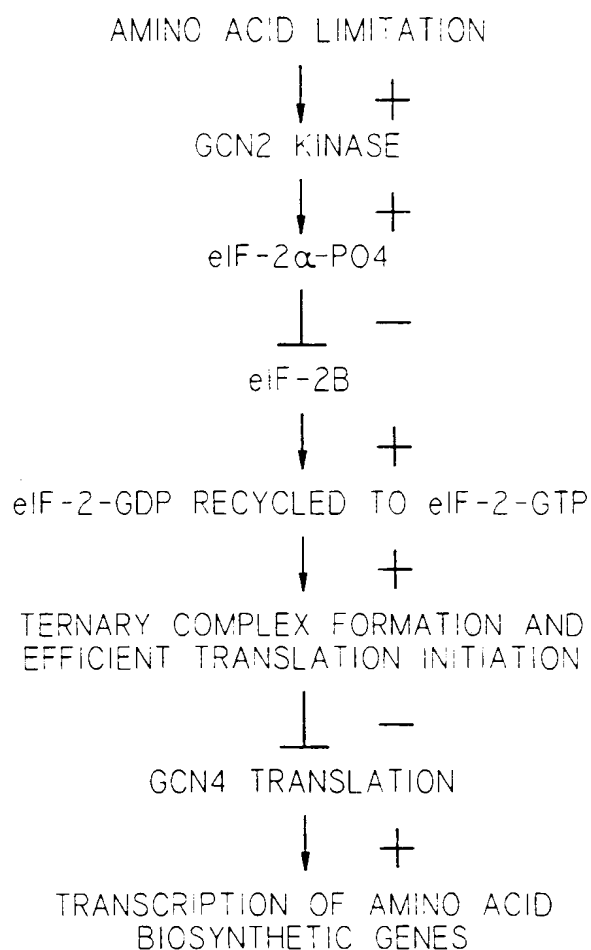 AMINO ACID LIMITATION
+
GCN2 KINASE
+
eIF-2α-PO4
−
eIF-2B
+
eIF-2-GDP RECYCLED TO eIF-2-GTP
+
TERNARY COMPLEX FORMATION AND
EFFICIENT TRANSLATION INITIATION
−
GCN4 TRANSLATION
+
TRANSCRIPTION OF AMINO ACID
BIOSYNTHETIC GENES